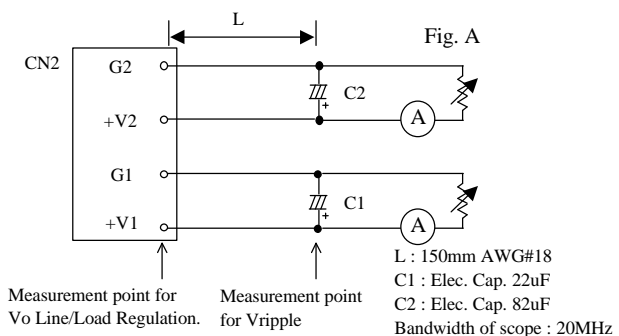 L
Fig. A
CN2
G2
C2
+
+V2
A
G1
C1
+
+V1
A
L : 150mm AWG#18
C1 : Elec. Cap. 22uF
C2 : Elec. Cap. 82uF
Bandwidth of scope : 20MHz
Measurement point for
Vo Line/Load Regulation.
Measurement point
for Vripple